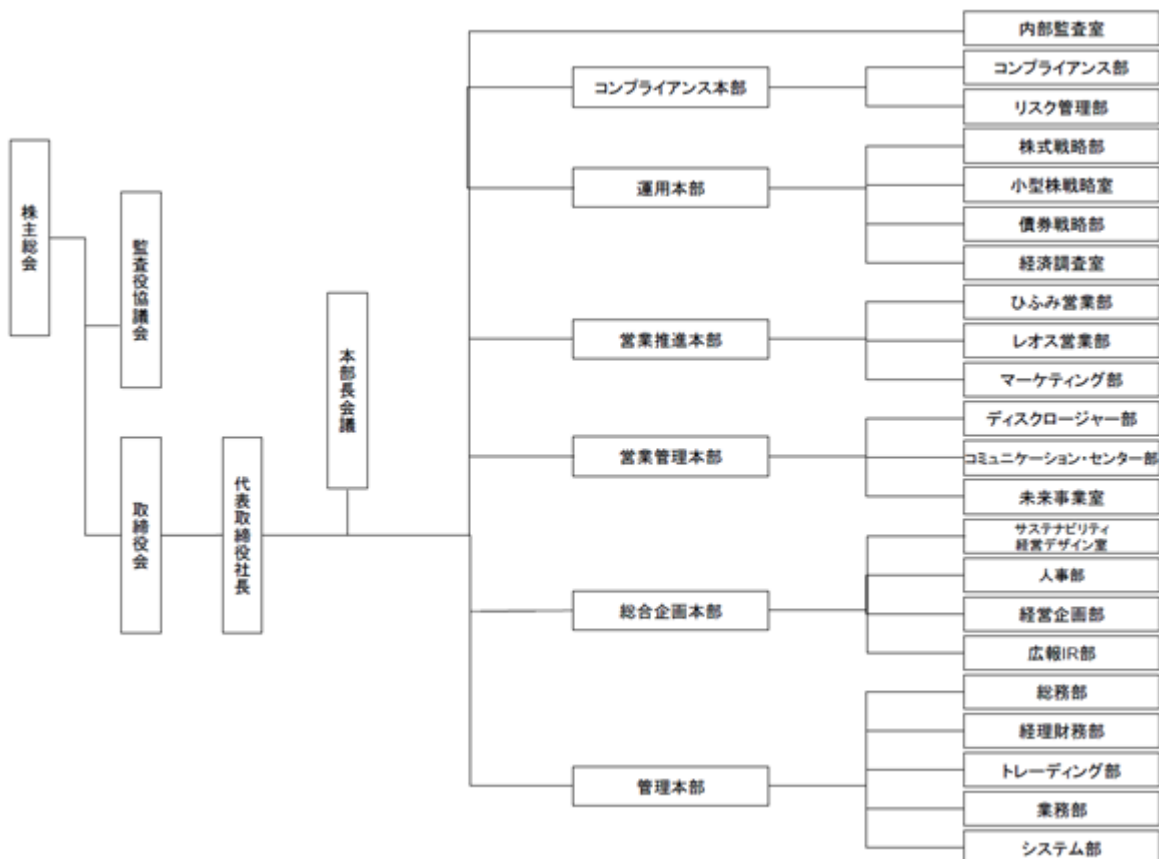 株主総会
監査役協議会
取締役会
代表取締役社長
本部長会議
内部監査室
コンプライアンス本部
コンプライアンス部
リスク管理部
運用本部
株式戦略部
小型株戦略室
債券戦略部
経済調査室
営業推進本部
ひふみ営業部
レオス営業部
マーケティング部
営業管理本部
ディスクロージャー部
コミュニケーション・センター部
未来事業室
総合企画本部
サステナビリティ
経営デザイン室
人事部
経営企画部
広報IR部
管理本部
総務部
経理財務部
トレーディング部
業務部
システム部